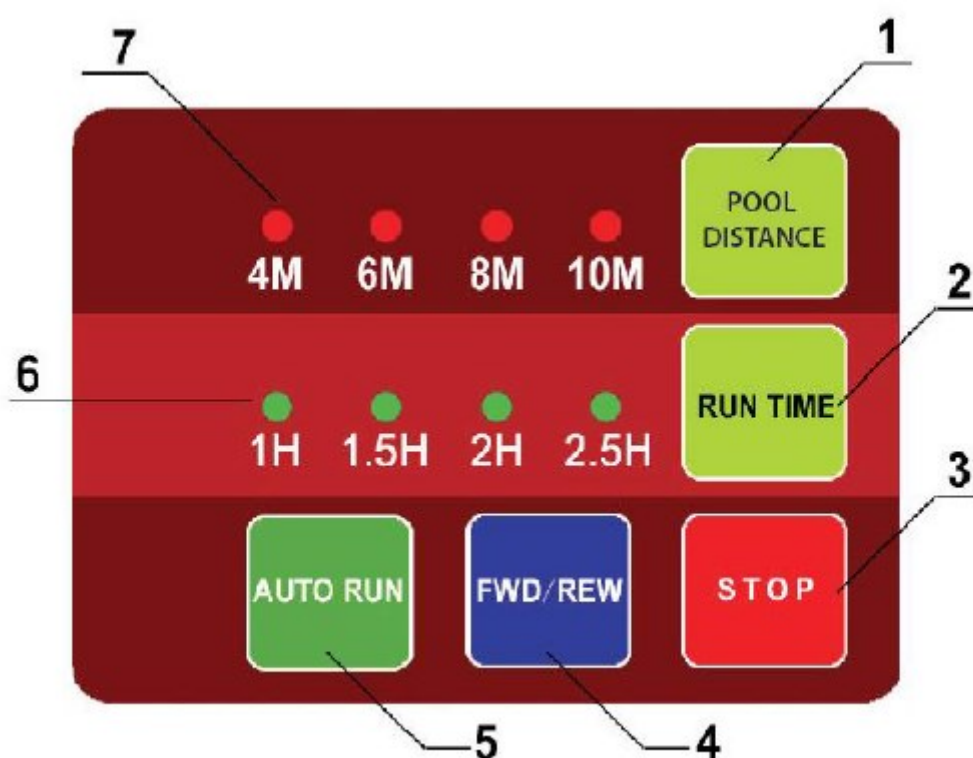 7
1
POOL
DISTANCE
4M 6M 8M 10M
2
6
RUN TIME
1H 1.5H 2H 2.5H
3
AUTO RUN FWD/REW STOP
5 4